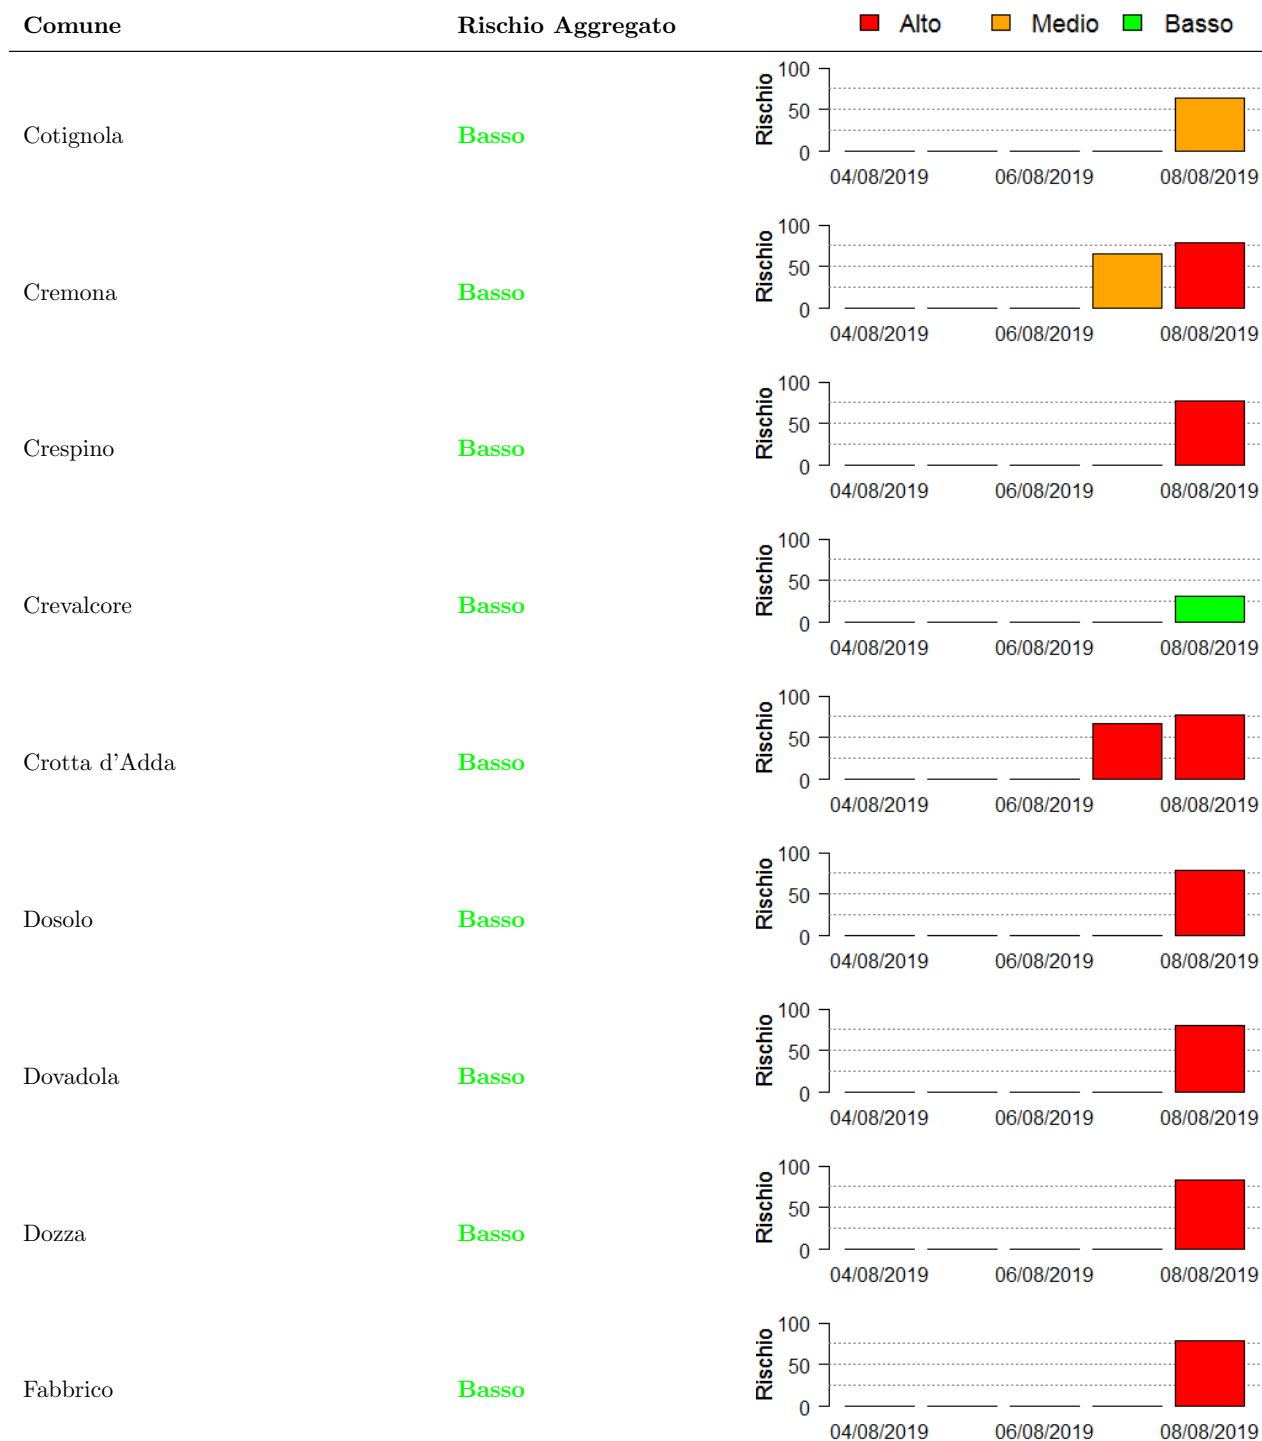 Comune Rischio Aggregato Alto Medio Basso
100
50
0
Rischio
Cotignola Basso
04/08/2019 06/08/2019 08/08/2019
100
50
0
Rischio
Cremona Basso
04/08/2019 06/08/2019 08/08/2019
100
50
0
Rischio
Crespino Basso
04/08/2019 06/08/2019 08/08/2019
100
50
0
Rischio
Crevalcore Basso
04/08/2019 06/08/2019 08/08/2019
100
50
0
Rischio
Crotta d'Adda Basso
04/08/2019 06/08/2019 08/08/2019
100
50
0
Rischio
Dosolo Basso
04/08/2019 06/08/2019 08/08/2019
100
50
0
Rischio
Dovadola Basso
04/08/2019 06/08/2019 08/08/2019
100
50
0
Rischio
Dozza Basso
04/08/2019 06/08/2019 08/08/2019
100
50
0
Rischio
Fabbrico Basso
04/08/2019 06/08/2019 08/08/2019